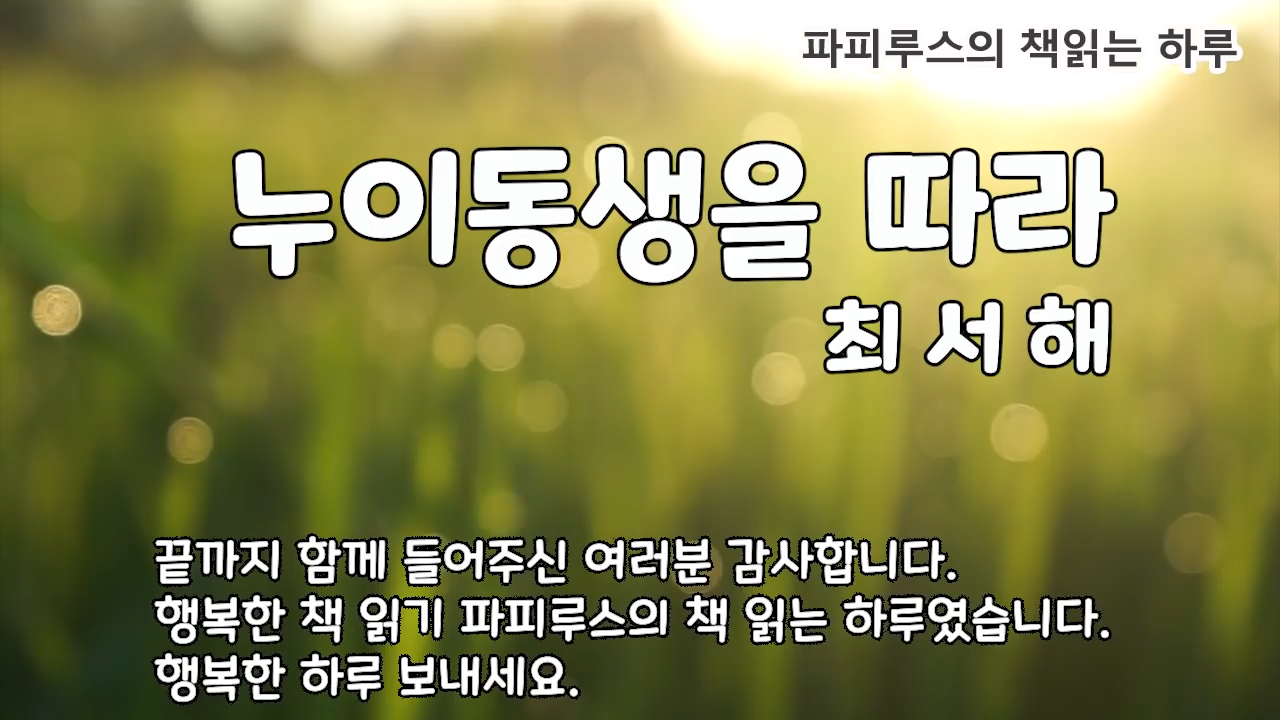 파피루스의 책읽는 하루
누이동생을 따라
최 서 해
끝까지 함께 들어주신 여러분 감사합니다.
행복한 책 읽기 파피루스의 책 읽는 하루였습니다.
행복한 하루 보내세요.